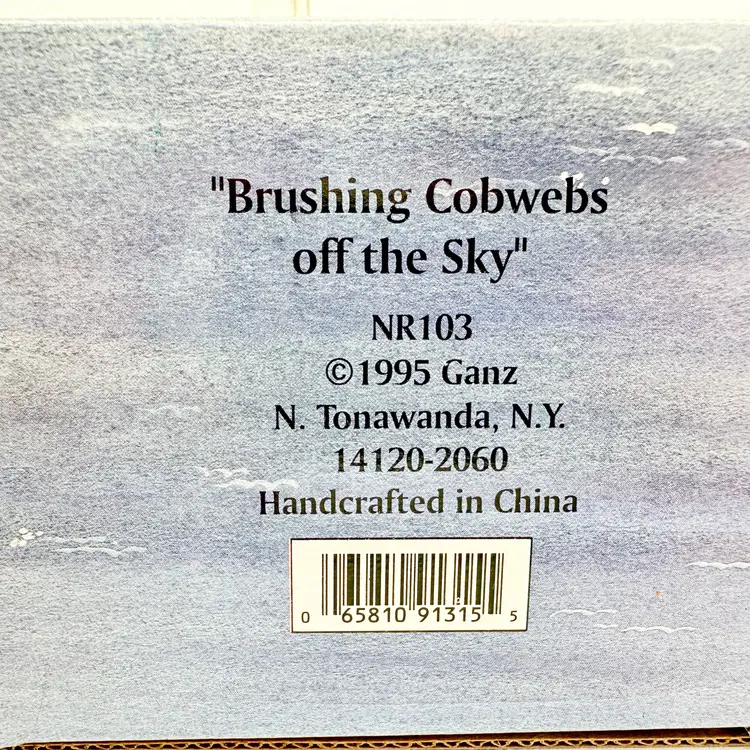 "Brushing Cobwebs
off the Sky"
NR103
©1995 Ganz
N. Tonawanda, N.Y.
14120-2060
Handcrafted in China
0 65810 91315 5